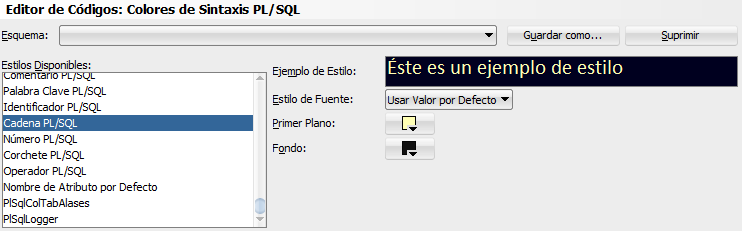 Editor de Códigos: Colores de Sintaxis PL/SQL
Esquema:
Guardar como...
Suprimir
Estilos Disponibles:
Comentario PL/SQL
Palabra Clave PL/SQL
Identificador PL/SQL
Cadena PL/SQL
Número PL/SQL
Corchete PL/SQL
Operador PL/SQL
Nombre de Atributo por Defecto
PlSqlColTabAlases
PlSqlLogger
Ejemplo de Estilo:
Éste es un ejemplo de estilo
Estilo de Fuente:
Usar Valor por Defecto
Primer Plano:
Fondo: